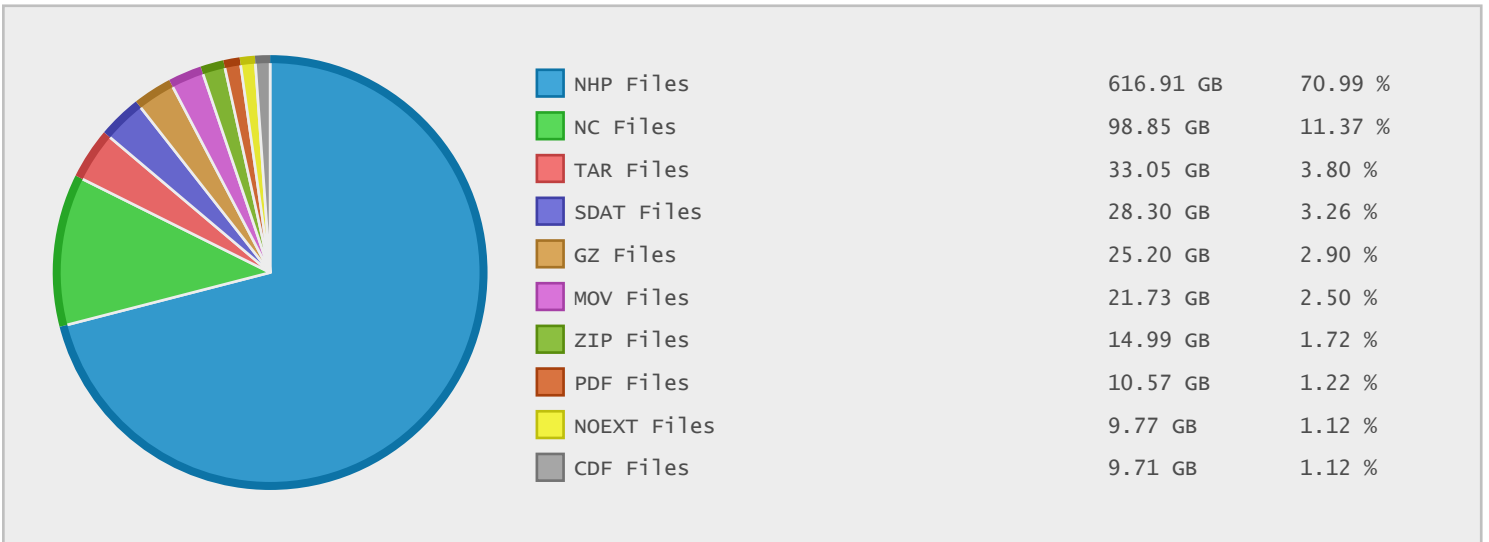 NHP Files 616.91 GB 70.99 %
NC Files 98.85 GB 11.37 %
TAR Files 33.05 GB 3.80 %
SDAT Files 28.30 GB 3.26 %
GZ Files 25.20 GB 2.90 %
MOV Files 21.73 GB 2.50 %
ZIP Files 14.99 GB 1.72 %
PDF Files 10.57 GB 1.22 %
NOEXT Files 9.77 GB 1.12 %
CDF Files 9.71 GB 1.12 %